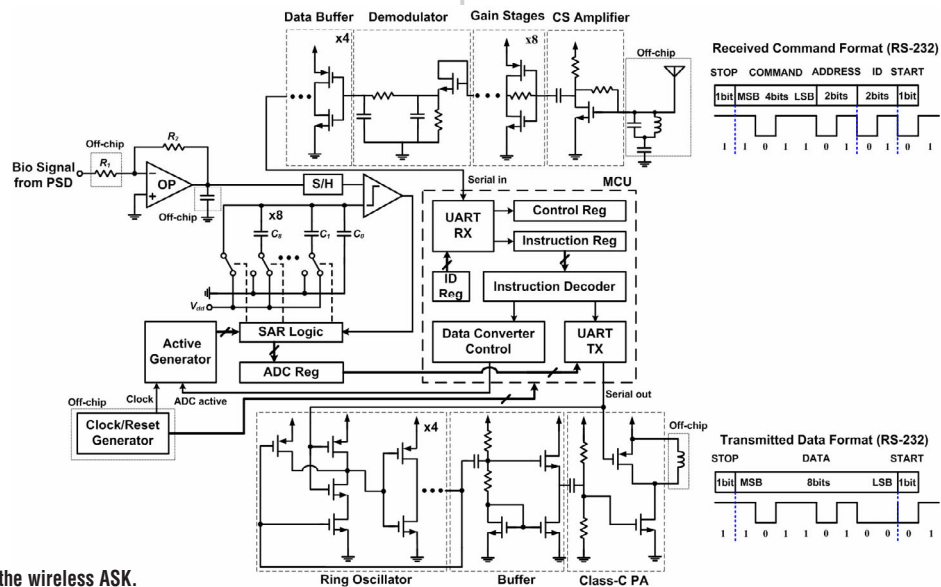 Data Buffer Demodulator Gain Stages CS Amplifier
x4
x8
Off-chip
Received Command Format (RS-232)
STOP COMMAND ADDRESS ID START
1bit MSB 4bits LSB 2bits 2bits 1bit
1 1 0 1 1 0 1 0 1 0 1
Off-chip
R1
R2
Bio Signal
from PSD
OP
Off-chip
S/H
x8
C8
C1
C0
Vdd
Serial in
MCU
UART
RX
Control Reg
Instruction Reg
ID
Reg
Instruction Decoder
Data Converter
Control
UART
TX
Active
Generator
SAR Logic
ADC Reg
Clock
ADC active
Serial out
Off-chip
Clock/Reset
Generator
x4
Off-chip
Transmitted Data Format (RS-232)
STOP DATA START
1bit MSB 8bits LSB 1bit
1 1 0 1 1 0 1 0 1 0 1
Ring Oscillator Buffer Class-C PA
the wireless ASK.